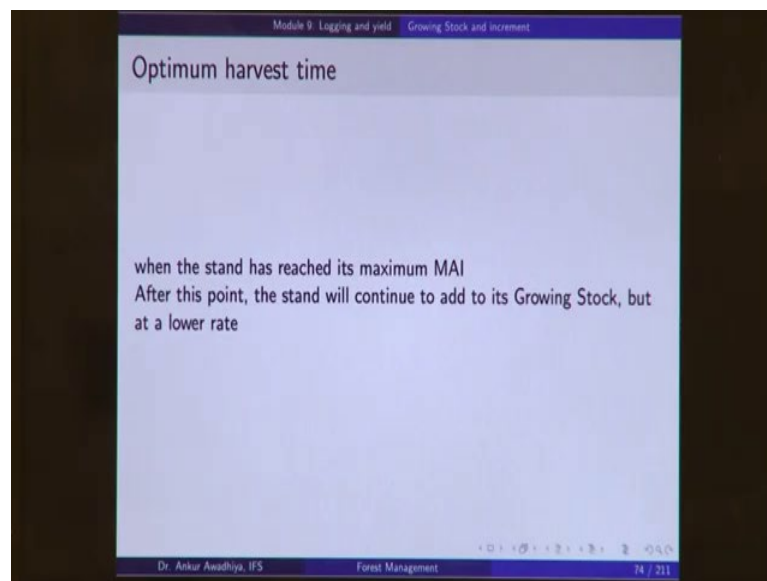 Module 9: Logging and yield Growing Stock and increment
Optimum harvest time
when the stand has reached its maximum MAI
After this point, the stand will continue to add to its Growing Stock, but
at a lower rate
Dr. Ankur Awadhiya, IFS Forest Management 74 / 211